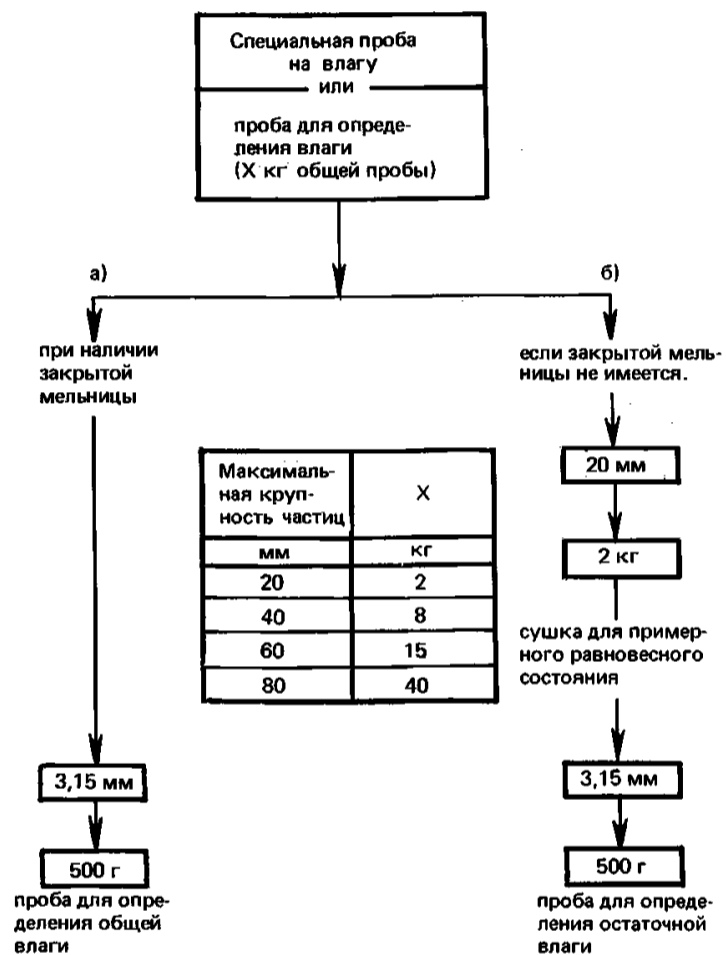 Специальная проба
на влагу
или
проба для опреде-
ления влаги
(X кг общей пробы)
а)
при наличии
закрытой
мельницы
3,15 мм
500 г
проба для опре-
деления общей
влаги
Максималь-
ная круп-
ность частиц
X
мм
кг
20
2
40
8
60
15
80
40
б)
если закрытой мель-
ницы не имеется.
20 мм
2 кг
сушка для пример-
ного равновесного
состояния
3,15 мм
500 г
проба для опреде-
ления остаточной
влаги